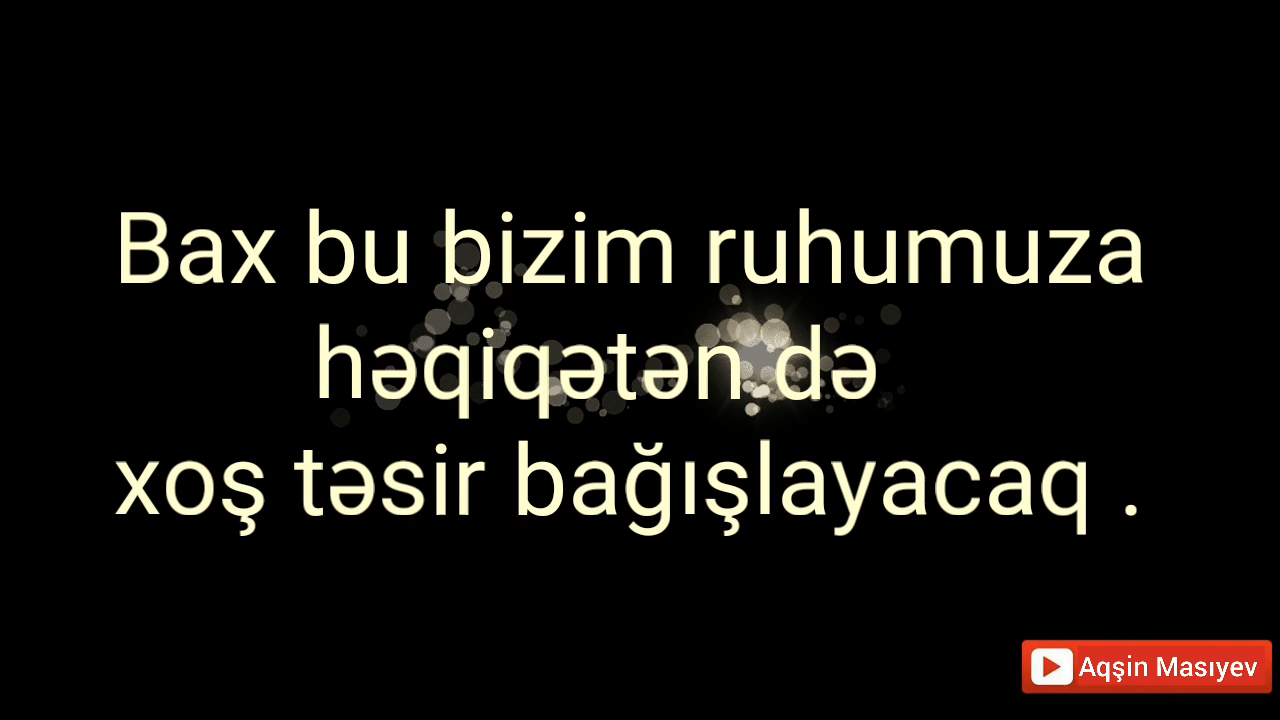 Bax bu bizim ruhumuza
həqiqətən də
xoş təsir bağışlayacaq .
Aqşin Masıyev